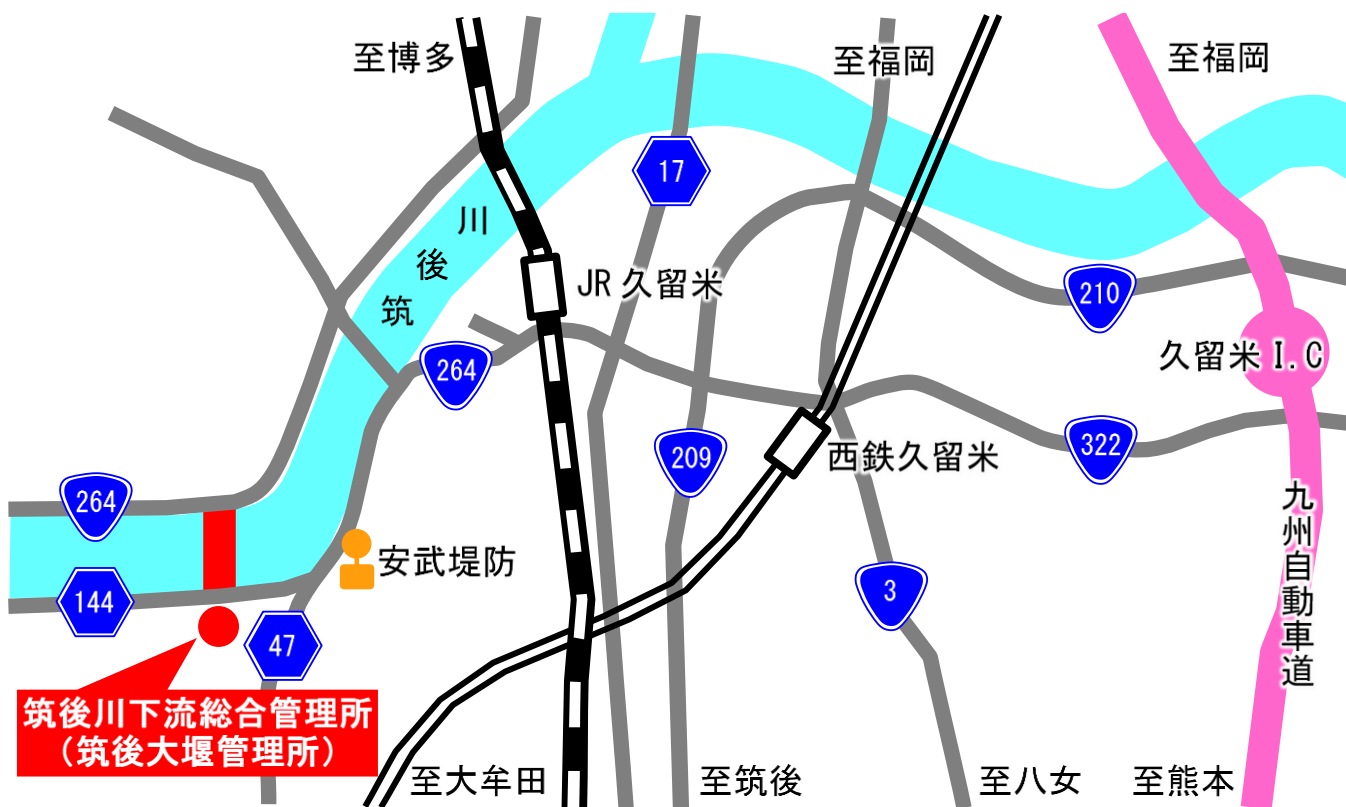 至博多
至福岡
至福岡
17
筑後川
JR久留米
210
264
久留米I.C
209
西鉄久留米
322
264
九州自動車道
安武堤防
144
3
47
筑後川下流総合管理所
（筑後大堰管理所）
至大牟田
至筑後
至八女
至熊本